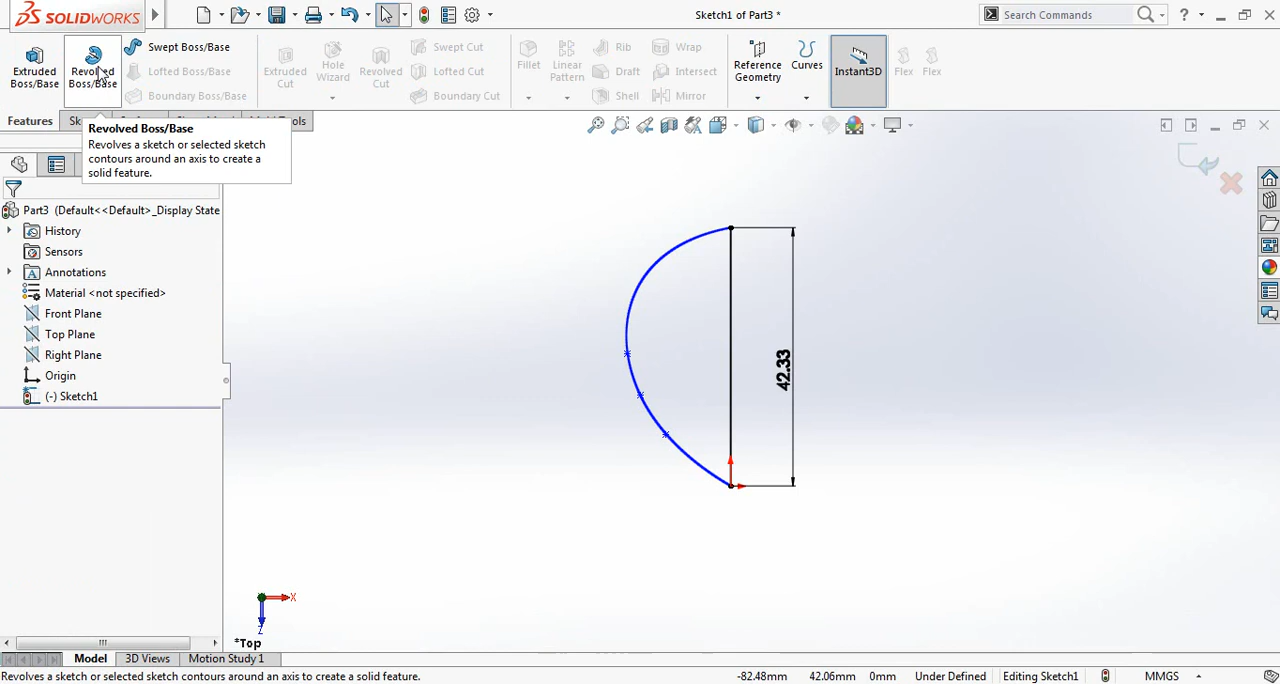 SOLIDWORKS
Sketch1 of Part3 *
Search Commands
Extruded Boss/Base
Revolved Boss/Base
Swept Boss/Base
Lofted Boss/Base
Boundary Boss/Base
Extruded Cut
Hole Wizard
Revolved Cut
Swept Cut
Lofted Cut
Boundary Cut
Fillet
Linear Pattern
Rib
Draft
Shell
Wrap
Intersect
Mirror
Reference Geometry
Curves
Instant3D
Flex
Flex
Features
Revolved Boss/Base
Revolves a sketch or selected sketch
contours around an axis to create a
solid feature.
Part3 (Default<<Default>_Display State
History
Sensors
Annotations
Material <not specified>
Front Plane
Top Plane
Right Plane
Origin
(-) Sketch1
42.33
X
Z
*Top
Model
3D Views
Motion Study 1
Revolves a sketch or selected sketch contours around an axis to create a solid feature.
-82.48mm
42.06mm
0mm
Under Defined
Editing Sketch1
MMGS